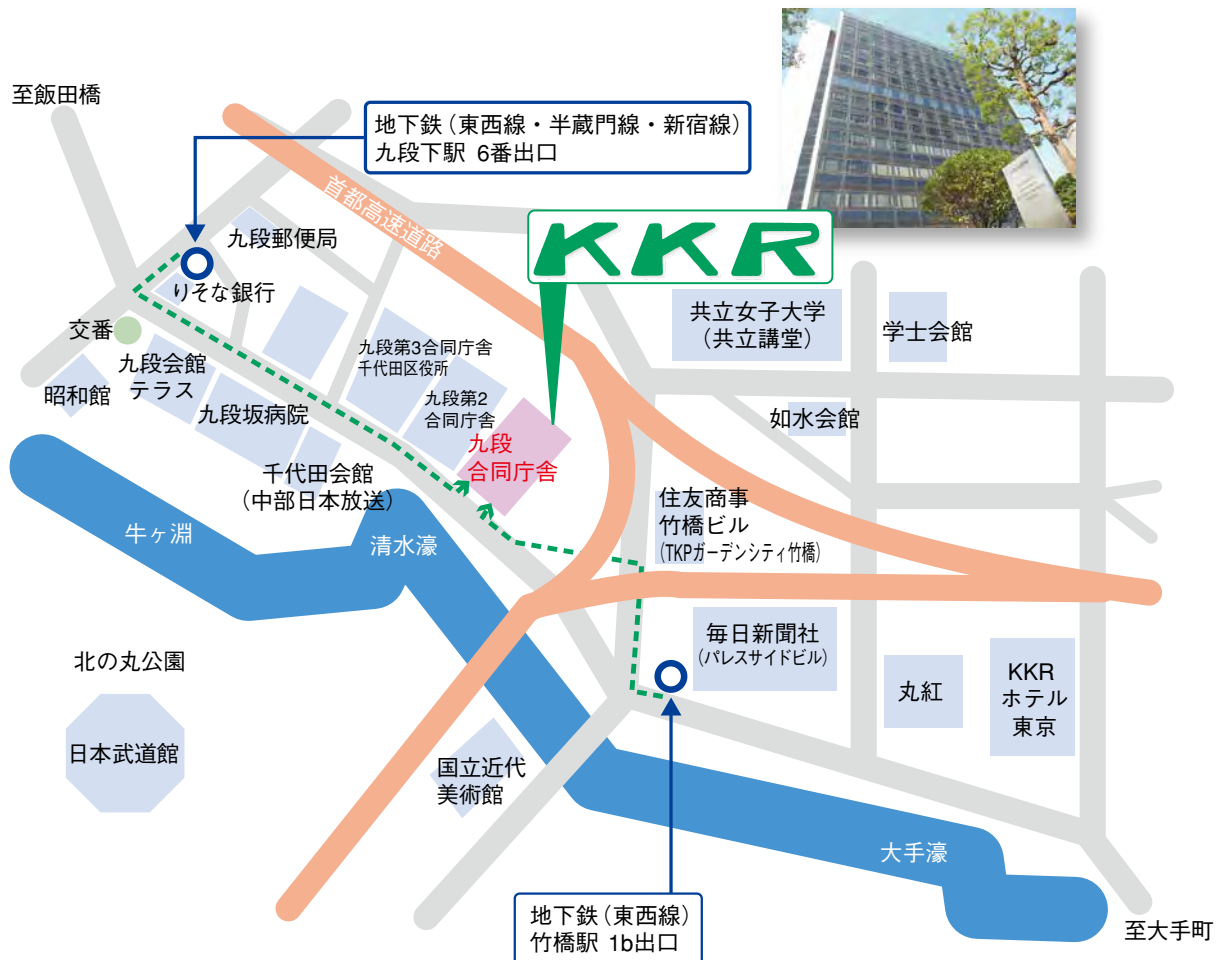 至飯田橋
地下鉄（東西線・半蔵門線・新宿線）
九段下駅 6番出口
首都高速道路
KKR
九段郵便局
りそな銀行
交番
昭和館
九段会館
テラス
九段坂病院
千代田会館
（中部日本放送）
九段第3合同庁舎
千代田区役所
九段第2
合同庁舎
九段
合同庁舎
共立女子大学
（共立講堂）
学士会館
如水会館
住友商事
竹橋ビル
（TKPガーデンシティ竹橋）
牛ヶ淵
清水濠
北の丸公園
日本武道館
毎日新聞社
（パレスサイドビル）
丸紅
KKR
ホテル
東京
国立近代
美術館
大手濠
地下鉄（東西線）
竹橋駅 1b出口
至大手町